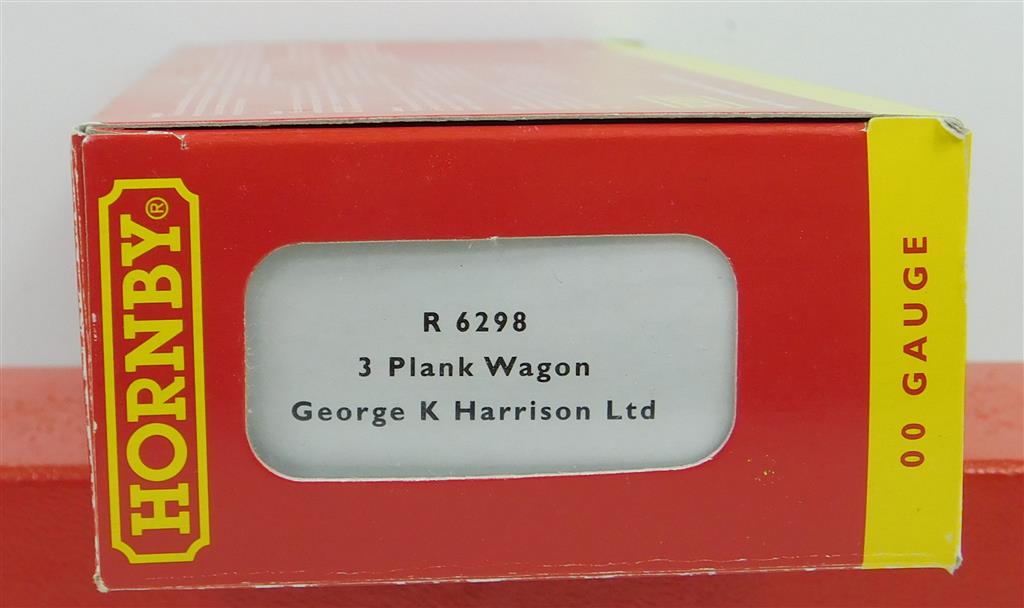 HORNBY®
R 6298
3 Plank Wagon
George K Harrison Ltd
00 GAUGE